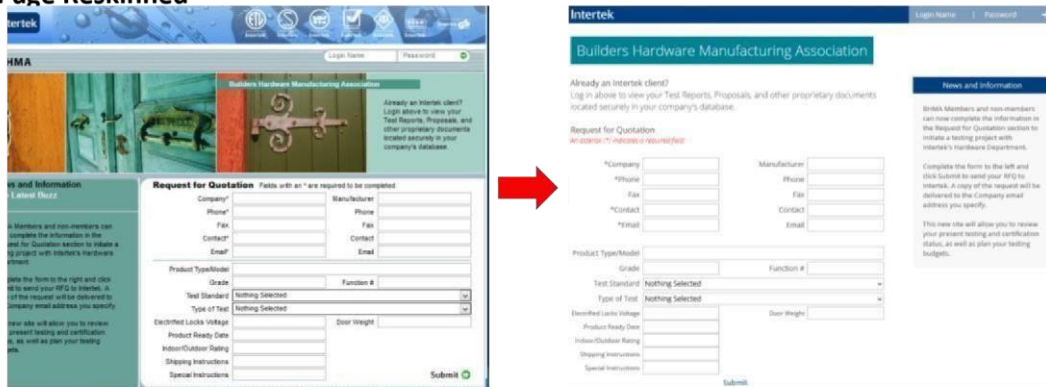 Page Reskinned
tertek
HMA
Login Name
Password
Builders Hardware Manufacturing Association
Already an Intertek client?
Login above to view your
Test Reports, Proposals, and
other proprietary documents
located securely in your
company's database.
ws and Information
Latest Buzz
A Members and non-members can
complete the information in the
est for Quotation section to initiate a
ng project with Intertek's Hardware
artment.
plete the form to the right and click
it to send your RFQ to Intertek. A
of the request will be delivered to
ompany email address you specify
new site will allow you to review
present testing and certification
s, as well as plan your testing
ets.
Request for Quotation Fields with an * are required to be completed
Company* Manufacturer
Phone* Phone
Fax Fax
Contact* Contact
Email* Email
Product Type/Model
Grade Function #
Test Standard Nothing Selected
Type of Test Nothing Selected
Electrified Locks Voltage Door Weight
Product Ready Date
Indoor/Outdoor Rating
Shipping Instructions
Special Instructions
Submit
Intertek
Login Name | Password
Builders Hardware Manufacturing Association
Already an Intertek client?
Log in above to view your Test Reports, Proposals, and other proprietary documents
located securely in your company's database.
Request for Quotation
An asterisk (*) indicates a required field
*Company Manufacturer
*Phone Phone
Fax Fax
*Contact Contact
*Email Email
Product Type/Model
Grade Function #
Test Standard Nothing Selected
Type of Test Nothing Selected
Electrified Locks Voltage Door Weight
Product Ready Date
Indoor/Outdoor Rating
Shipping Instructions
Special Instructions
Submit
News and Information
BHMA Members and non-members
can now complete the information in
the Request for Quotation section to
initiate a testing project with
Intertek's Hardware Department.
Complete the form to the left and
click Submit to send your RFQ to
Intertek. A copy of the request will be
delivered to the Company email
address you specify.
This new site will allow you to review
your present testing and certification
status, as well as plan your testing
budgets.